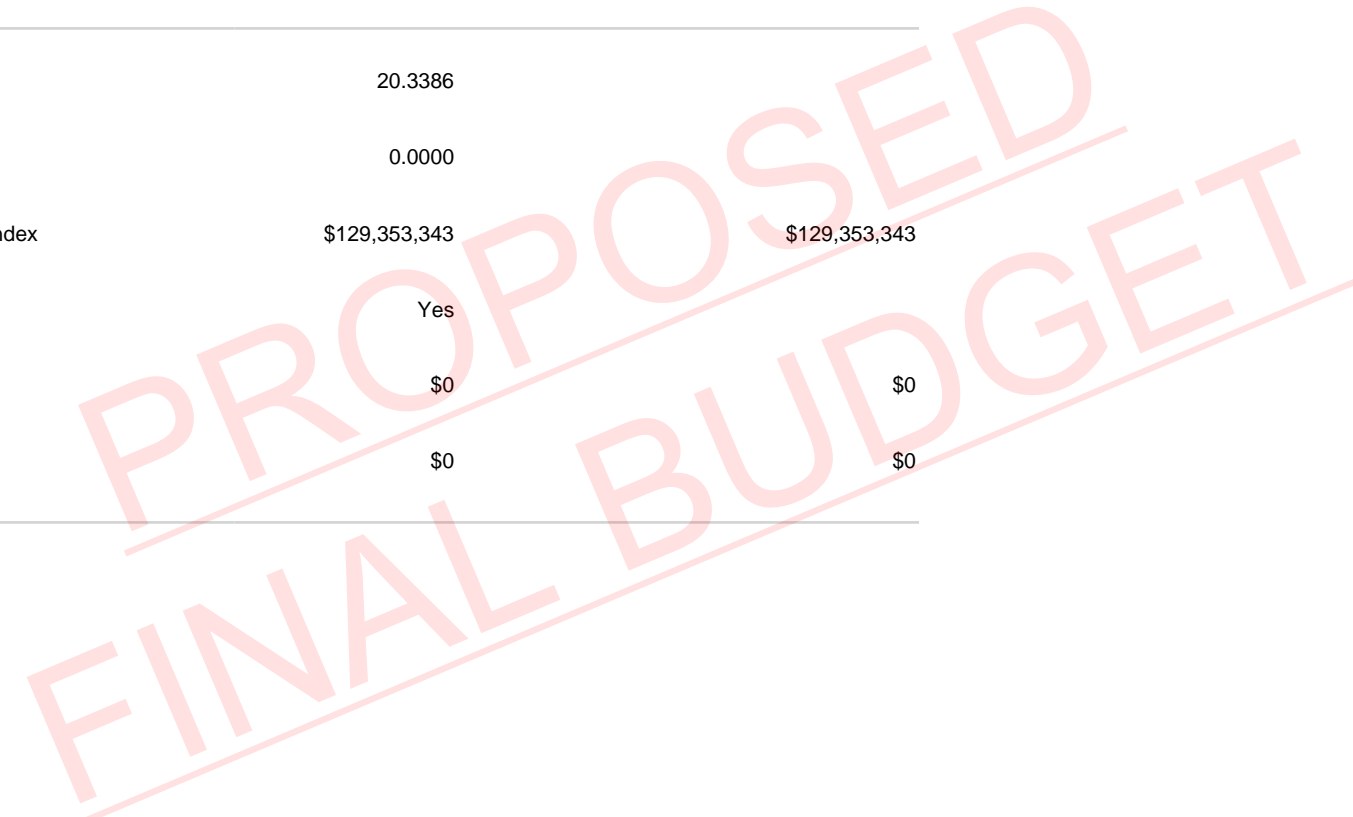 20.3386
0.0000
ndex $129,353,343 $129,353,343
Yes
$0 $0
$0 $0
PROPOSED
FINAL BUDGET